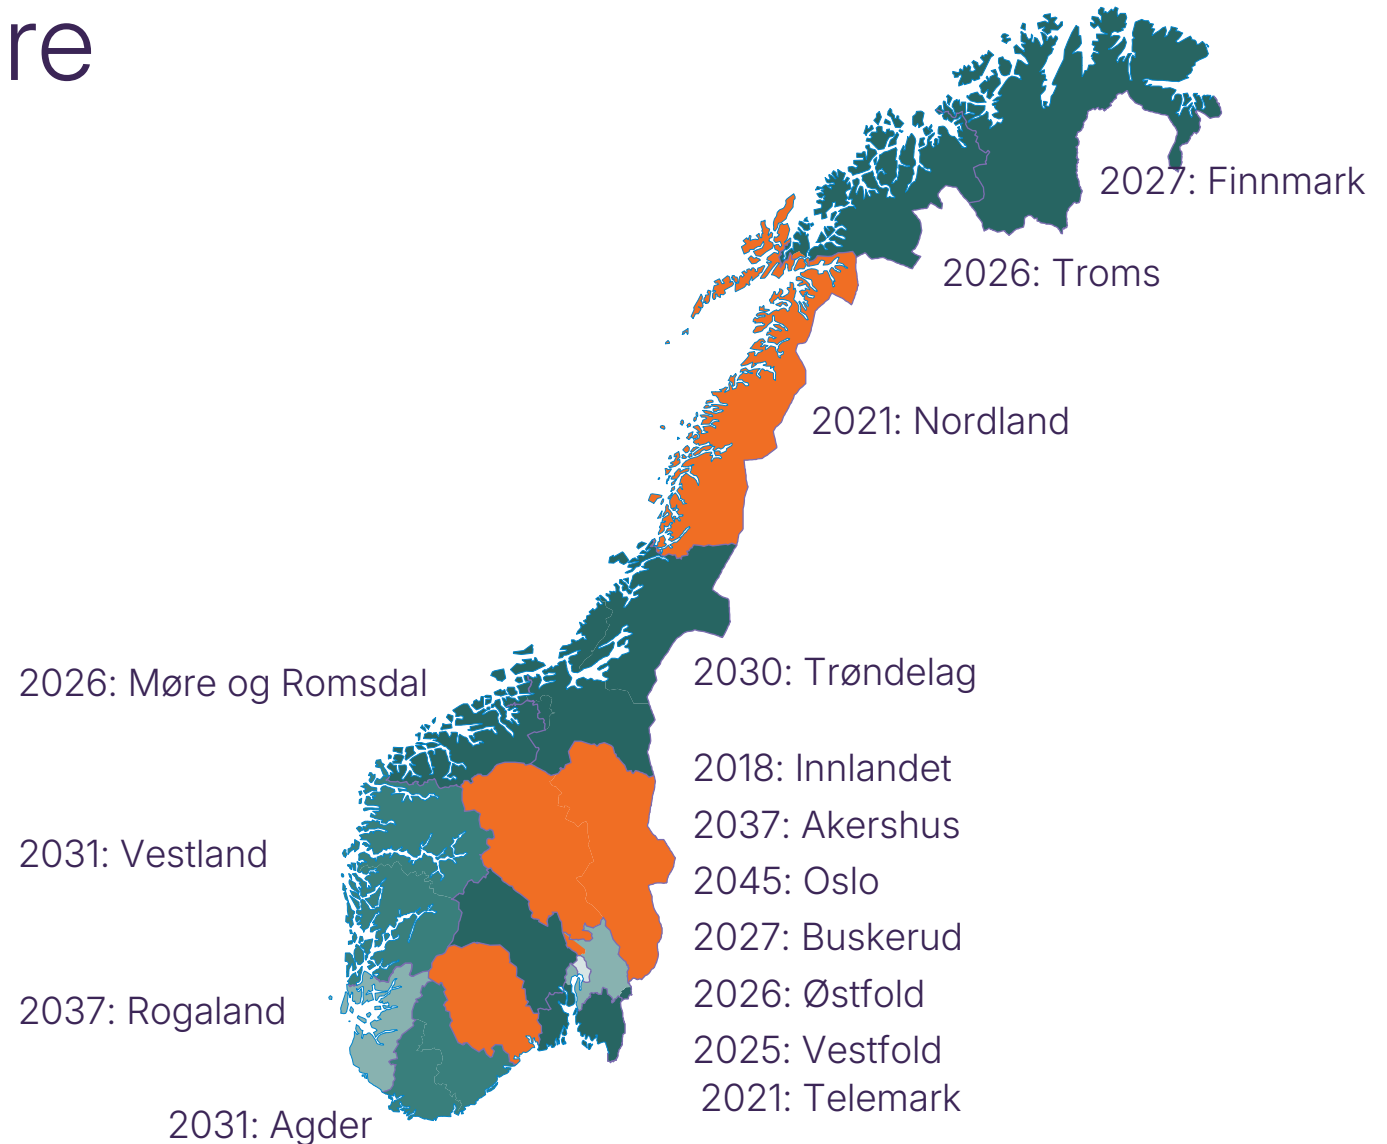 re
2027: Finnmark
2026: Troms
2021: Nordland
2026: Møre og Romsdal
2030: Trøndelag
2018: Innlandet
2037: Akershus
2031: Vestland
2045: Oslo
2027: Buskerud
2026: Østfold
2037: Rogaland
2025: Vestfold
2021: Telemark
2031: Agder